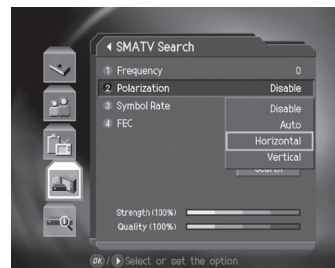 SMATV Search
1 Frequency 0
2 Polarization Disable
3 Symbol Rate Disable
4 FEC Auto
Horizontal
Vertical
Search
Strength (100%)
Quality (100%)
OK / Select or set the option